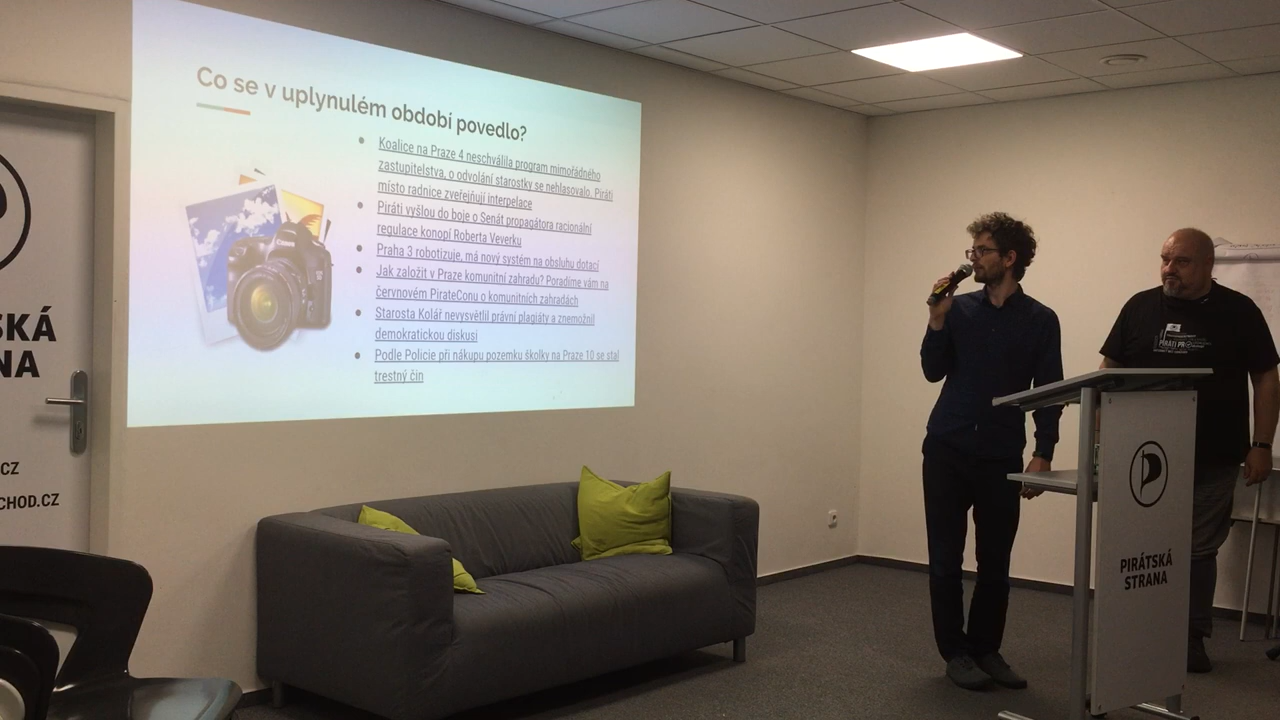 Co se v uplynulém období povedlo?
Koalice na Praze 4 neschválila program mimořádného
zastupitelstva, o odvolání starostky se nehlasovalo. Piráti
místo radnice zveřejňují interpelace
Piráti vyšlou do boje o Senát propagátora racionální
regulace konopí Roberta Veverku
Praha 3 robotizuje, má nový systém na obsluhu dotací
Jak založit v Praze komunitní zahradu? Poradíme vám na
červnovém PirateConu o komunitních zahradách
Starosta Kolář nevysvětlil právní plagiáty a znemožnil
demokratickou diskusi
Podle Policie při nákupu pozemku školky na Praze 10 se stal
trestný čin
Canon
SKÁ
NA
.CZ
CHOD.CZ
PIRÁTI PRO
PIRÁTSKÁ
STRANA